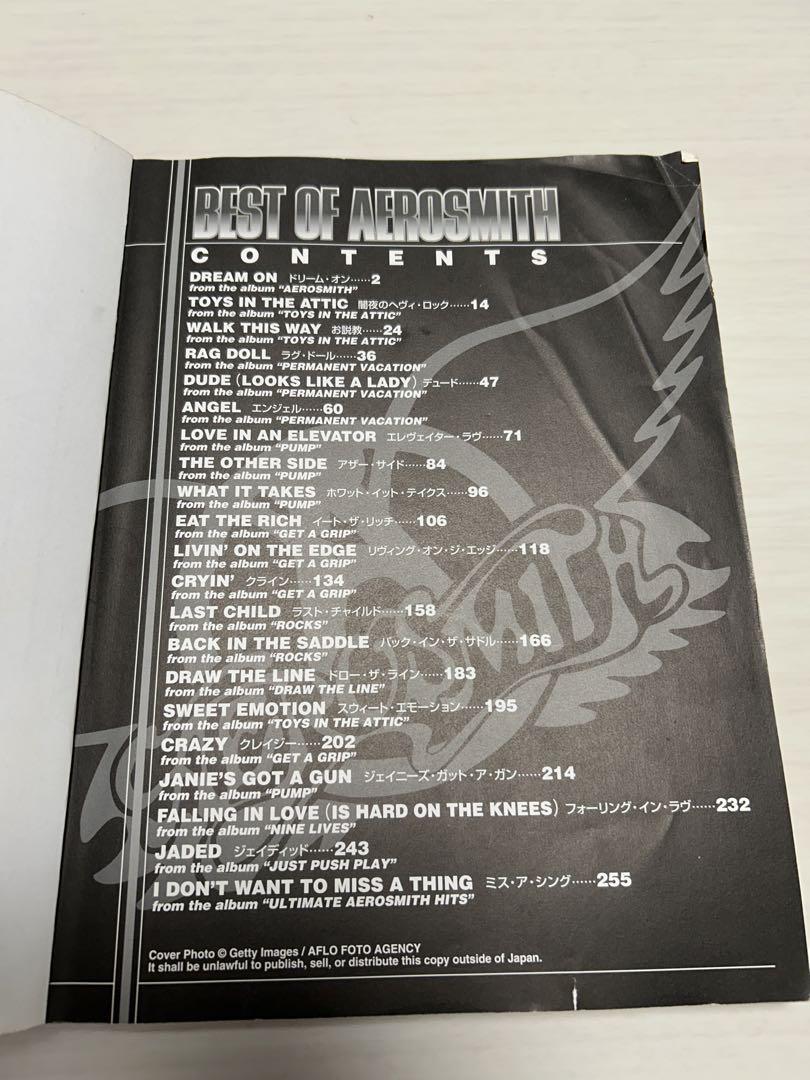 BEST OF AEROSMITH
CONTENTS
DREAM ON ドリーム・オン……2
from the album “AEROSMITH”
TOYS IN THE ATTIC 闇夜のヘヴィ・ロック……14
from the album “TOYS IN THE ATTIC”
WALK THIS WAY お説教……24
from the album “TOYS IN THE ATTIC”
RAG DOLL ラグ・ドール……36
from the album “PERMANENT VACATION”
DUDE (LOOKS LIKE A LADY) デュード……47
from the album “PERMANENT VACATION”
ANGEL エンジェル……60
from the album “PERMANENT VACATION”
LOVE IN AN ELEVATOR エレヴェイター・ラヴ……71
from the album “PUMP”
THE OTHER SIDE アザー・サイド……84
from the album “PUMP”
WHAT IT TAKES ホワット・イット・テイクス……96
from the album “PUMP”
EAT THE RICH イート・ザ・リッチ……106
from the album “GET A GRIP”
LIVIN’ ON THE EDGE リヴィング・オン・ジ・エッジ……118
from the album “GET A GRIP”
CRYIN’ クライン……134
from the album “GET A GRIP”
LAST CHILD ラスト・チャイルド……158
from the album “ROCKS”
BACK IN THE SADDLE バック・イン・ザ・サドル……166
from the album “ROCKS”
DRAW THE LINE ドロー・ザ・ライン……183
from the album “DRAW THE LINE”
SWEET EMOTION スウィート・エモーション……195
from the album “TOYS IN THE ATTIC”
CRAZY クレイジー……202
from the album “GET A GRIP”
JANIE’S GOT A GUN ジェイニーズ・ガット・ア・ガン……214
from the album “PUMP”
FALLING IN LOVE (IS HARD ON THE KNEES) フォーリング・イン・ラヴ……232
from the album “NINE LIVES”
JADED ジェイディッド……243
from the album “JUST PUSH PLAY”
I DON’T WANT TO MISS A THING ミス・ア・シング……255
from the album “ULTIMATE AEROSMITH HITS”
AEROSMITH
Cover Photo © Getty Images / AFLO FOTO AGENCY
It shall be unlawful to publish, sell, or distribute this copy outside of Japan.